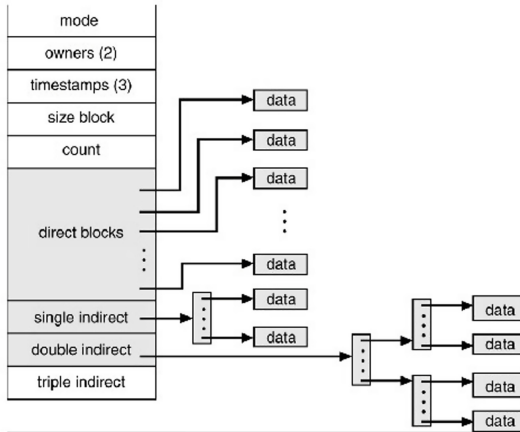 mode
owners (2)
timestamps (3)
size block
count
direct blocks
single indirect
double indirect
triple indirect
data
data
data
data
data
data
data
data
data
data